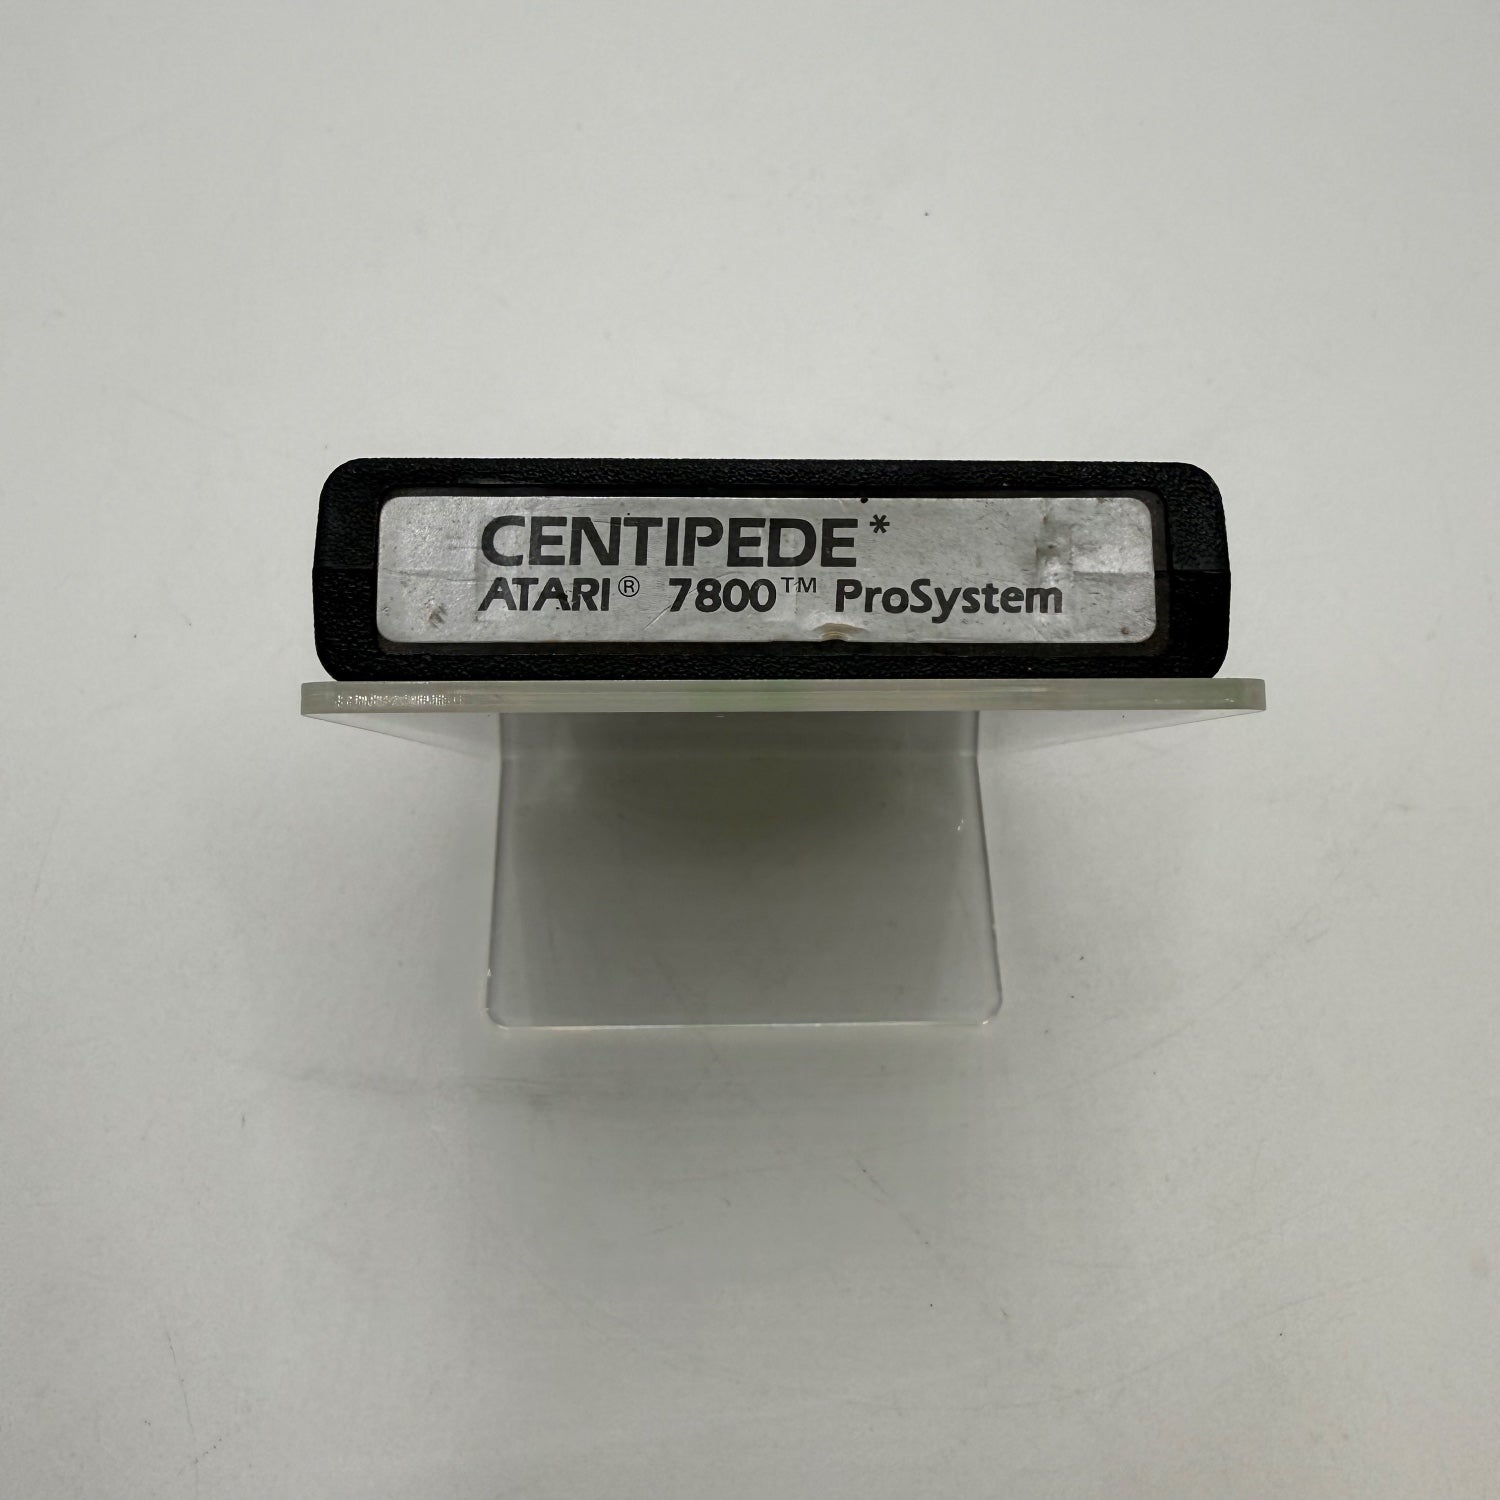 CENTIPEDE*
ATARI® 7800™ ProSystem